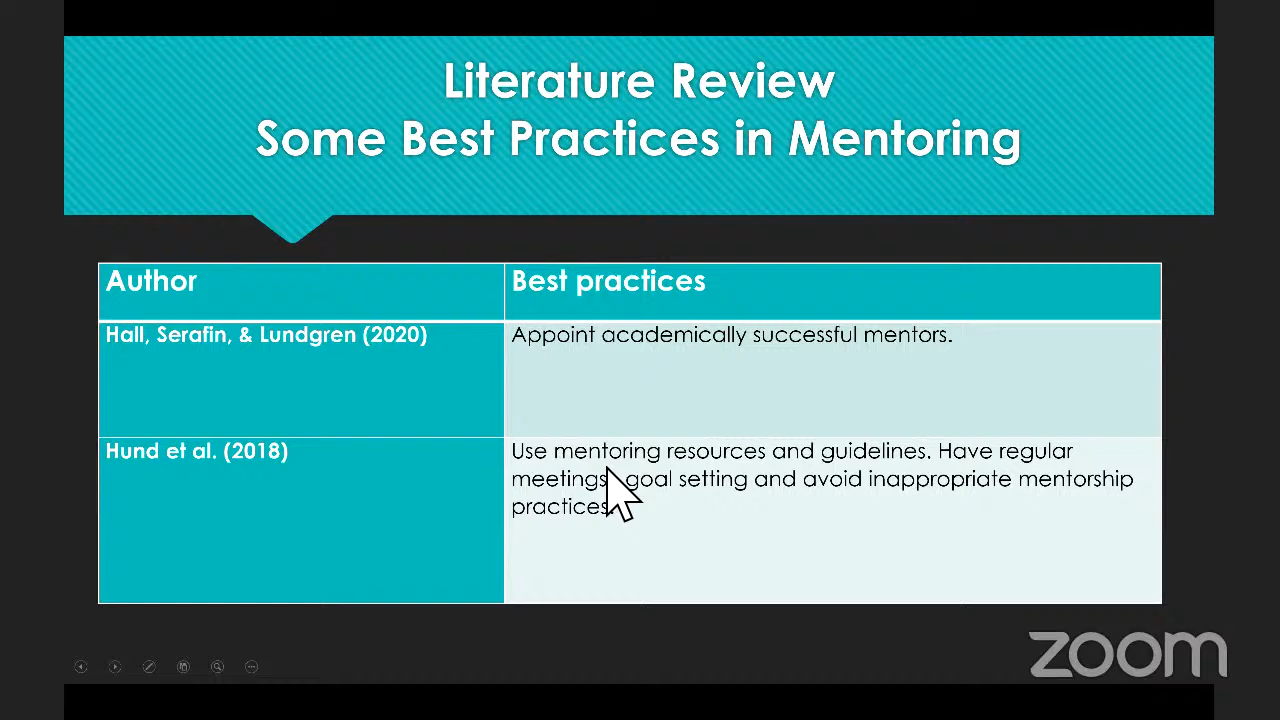 Literature Review
Some Best Practices in Mentoring
Author
Best practices
Hall, Serafin, & Lundgren (2020)
Appoint academically successful mentors.
Hund et al. (2018)
Use mentoring resources and guidelines. Have regular
meetings, goal setting and avoid inappropriate mentorship
practices.
zoom